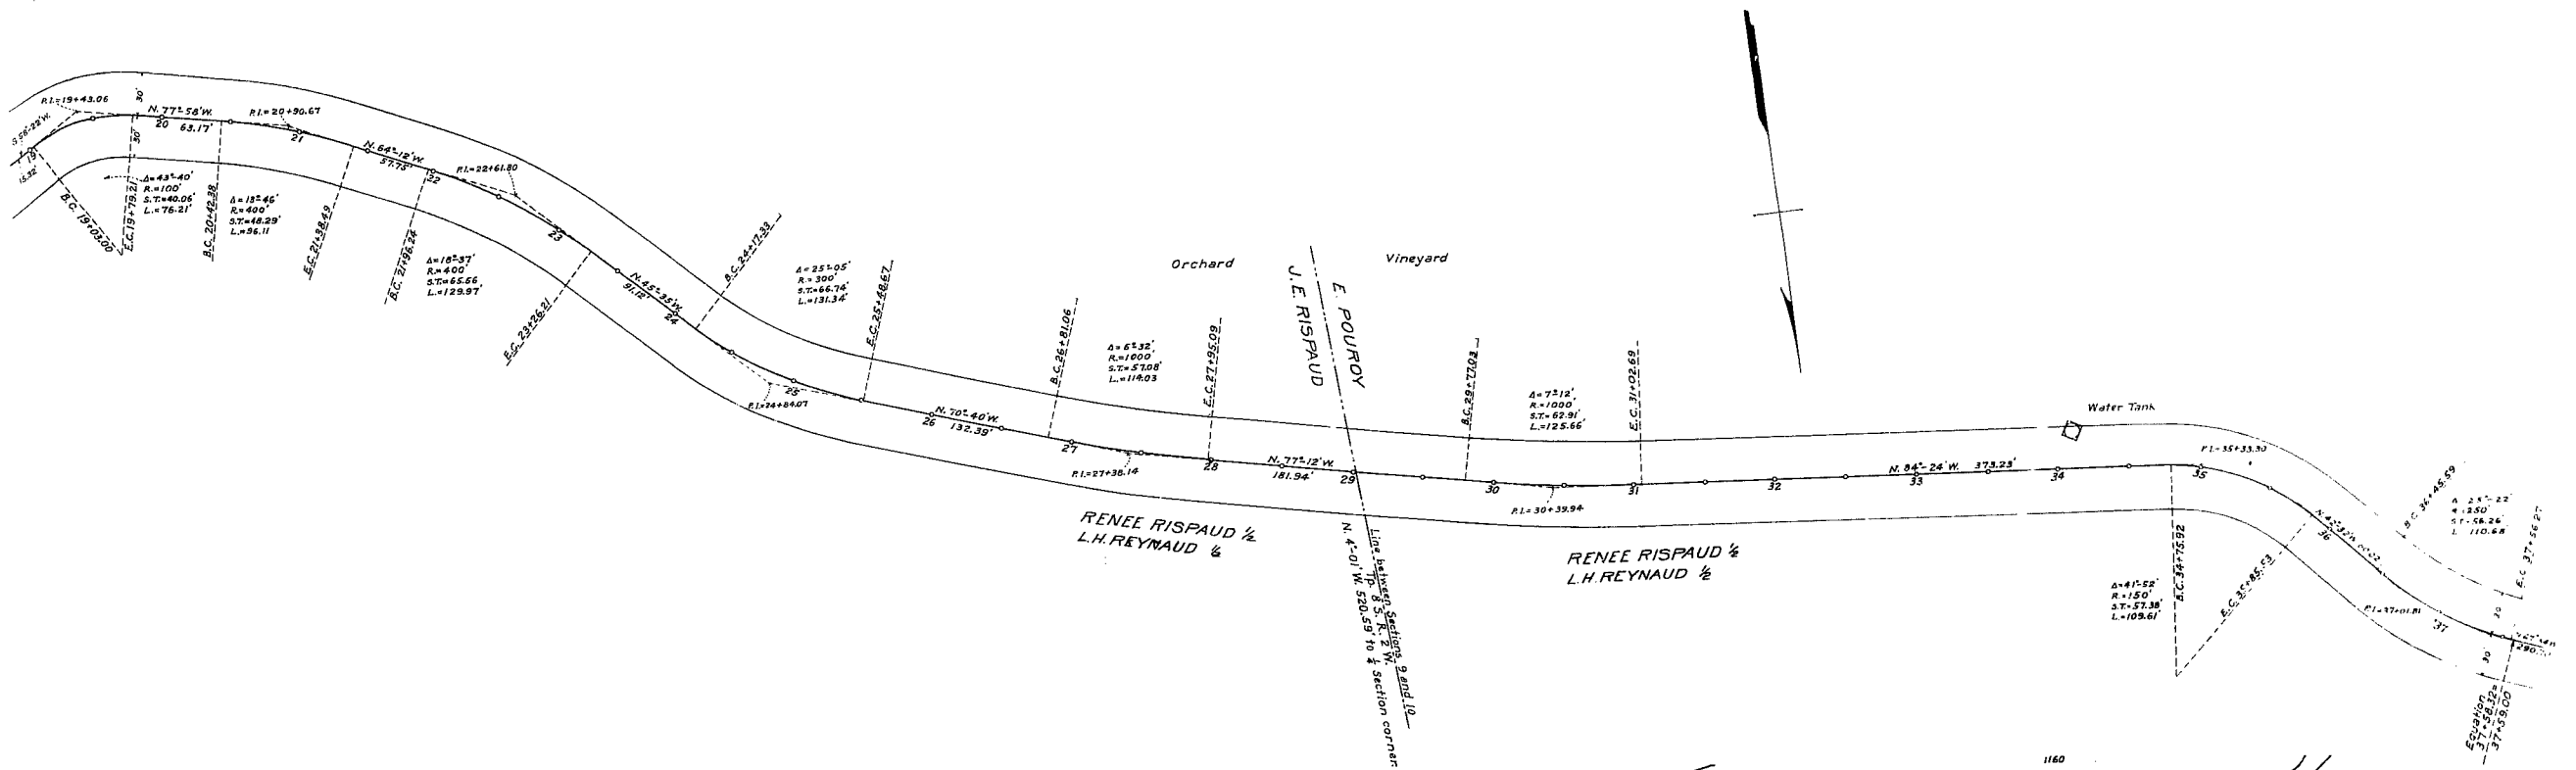 P.I.=19+43.06
S.58°-22'W.
19
15.32'
B.C. 19+03.00
30'
30'
E.C.19+79.21
Δ=43°-40'
R.=100'
S.T.=40.06'
L.=76.21'
N. 77°-58'W.
20
63.17'
B.C. 20+42.38
P.I.=20+90.67
21
Δ=13°-46'
R=400'
S.T.=48.29'
L.=96.11
E.C. 21+38.49
N. 64°-12'W.
57.75'
22
B.C. 21+96.24
P.I.=22+61.80
Δ=18°-37'
R.=400'
S.T.=65.56
L.=129.97'
23
E.C. 23+26.21
N. 45°-35'W.
91.12'
24
B.C. 24+17.33
Δ=25°-05'
R.=300'
S.T.=66.74'
L.=131.34'
P.I.=24+84.07
25
E.C. 25+48.67
N. 70°-40'W.
26
132.39'
B.C. 26+81.06
27
P.I.=27+38.14
Δ=6°-32'
R.=1000'
S.T.=57.08'
L.=114.03
E.C. 27+95.09
28
Orchard
Vineyard
J. E. RISPAUD
E. POUROY
N. 77°-12'W.
181.94'
29
Line between Sections 9 and 10
Tp. 8 S. R. 2 W.
N. 4°-01' W. 520.59' to ¼ Section corner.
RENEE RISPAUD ½
L.H. REYNAUD
B.C. 29+77.03
30
P.I.=30+39.94
Δ=7°-12'
R.=1000'
S.T.=62.91'
L.=125.66'
E.C. 31+02.69
31
RENEE RISPAUD ½
L.H. REYNAUD ½
32
33
N. 84°-24'W. 373.23'
34
Water Tank
35
B.C. 34+75.92
P.I.=35+33.30
Δ=41°-52'
R.=150'
S.T.=57.38'
L.=109.61'
E.C. 35+85.53
36
N. 42°-32'W.
B.C. 36+45.59
P.I.=37+01.81
37
Δ 25°-22'
R.=250'
S.T.=56.26'
L 110.68
E.C. 37+56.27
30'
30'
Equation
37+58.32=
37+59.00
1160